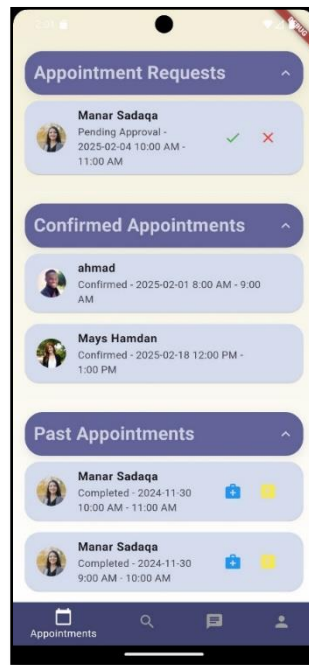 DEBUG
Appointment Requests
Manar Sadaqa
Pending Approval -
2025-02-04 10:00 AM -
11:00 AM
Confirmed Appointments
ahmad
Confirmed - 2025-02-01 8:00 AM - 9:00
AM
Mays Hamdan
Confirmed - 2025-02-18 12:00 PM -
1:00 PM
Past Appointments
Manar Sadaqa
Completed - 2024-11-30
10:00 AM - 11:00 AM
Manar Sadaqa
Completed - 2024-11-30
9:00 AM - 10:00 AM
Appointments